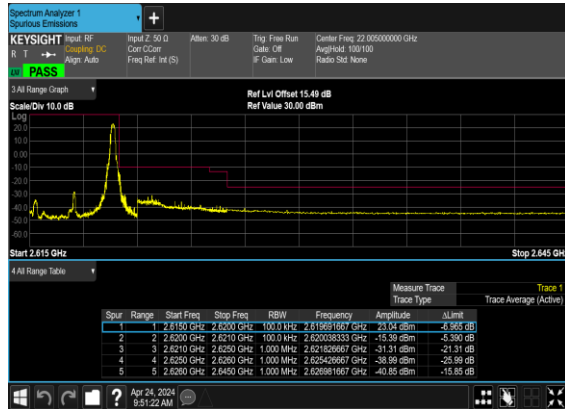 Spectrum Analyzer 1
Spurious Emissions
+
KEYSIGHT Input: RF Input Z: 50 Ω Atten: 30 dB Trig: Free Run Center Freq: 22.005000000 GHz
R T Coupling: DC Corr CCorr Gate: Off Avg|Hold: 100/100
Align: Auto Freq Ref: Int (S) IF Gain: Low Radio Std: None
LM PASS
3 All Range Graph
Ref Lvl Offset 15.49 dB
Scale/Div 10.0 dB Ref Value 30.00 dBm
Log
20.0
10.0
0.00
-10.0
-20.0
-30.0
-40.0
-50.0
-60.0
Start 2.615 GHz Stop 2.645 GHz
4 All Range Table
Measure Trace Trace 1
Trace Type Trace Average (Active)
Spur Range Start Freq Stop Freq RBW Frequency Amplitude ΔLimit
1 1 2.6150 GHz 2.6200 GHz 100.0 kHz 2.619691667 GHz 23.04 dBm -6.965 dB
2 2 2.6200 GHz 2.6210 GHz 100.0 kHz 2.620038333 GHz -15.39 dBm -5.390 dB
3 3 2.6210 GHz 2.6250 GHz 1.000 MHz 2.621826667 GHz -31.31 dBm -21.31 dB
4 4 2.6250 GHz 2.6260 GHz 1.000 MHz 2.625426667 GHz -38.99 dBm -25.99 dB
5 5 2.6260 GHz 2.6450 GHz 1.000 MHz 2.626981667 GHz -40.85 dBm -15.85 dB
? Apr 24, 2024
9:51:22 AM